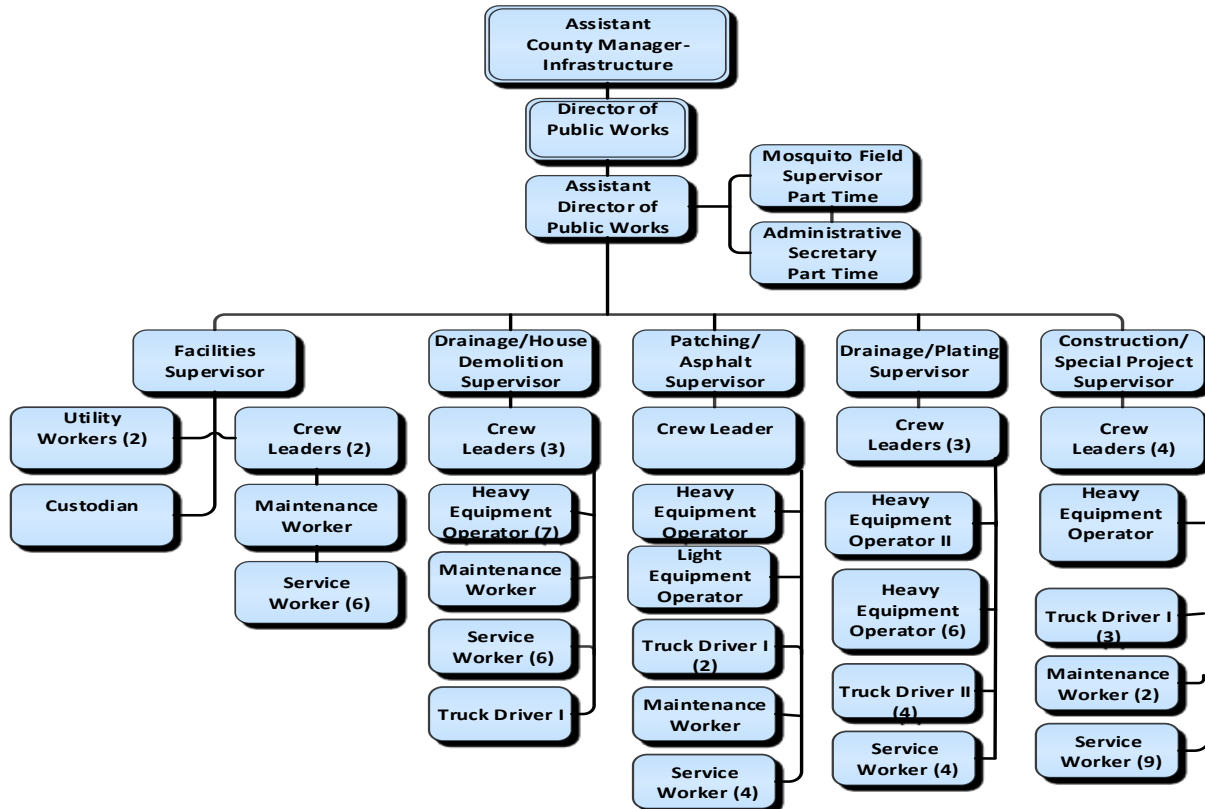 Assistant
County Manager-
Infrastructure
Director of
Public Works
Assistant
Director of
Public Works
Mosquito Field
Supervisor
Part Time
Administrative
Secretary
Part Time
Facilities
Supervisor
Utility
Workers (2)
Custodian
Crew
Leaders (2)
Maintenance
Worker
Service
Worker (6)
Drainage/House
Demolition
Supervisor
Crew
Leaders (3)
Heavy
Equipment
Operator (7)
Maintenance
Worker
Service
Worker (6)
Truck Driver I
Patching/
Asphalt
Supervisor
Crew Leader
Heavy
Equipment
Operator
Light
Equipment
Operator
Truck Driver I
(2)
Maintenance
Worker
Service
Worker (4)
Drainage/Plating
Supervisor
Crew
Leaders (3)
Heavy
Equipment
Operator II
Heavy
Equipment
Operator (6)
Truck Driver II
(4)
Service
Worker (4)
Construction/
Special Project
Supervisor
Crew
Leaders (4)
Heavy
Equipment
Operator
Truck Driver I
(3)
Maintenance
Worker (2)
Service
Worker (9)